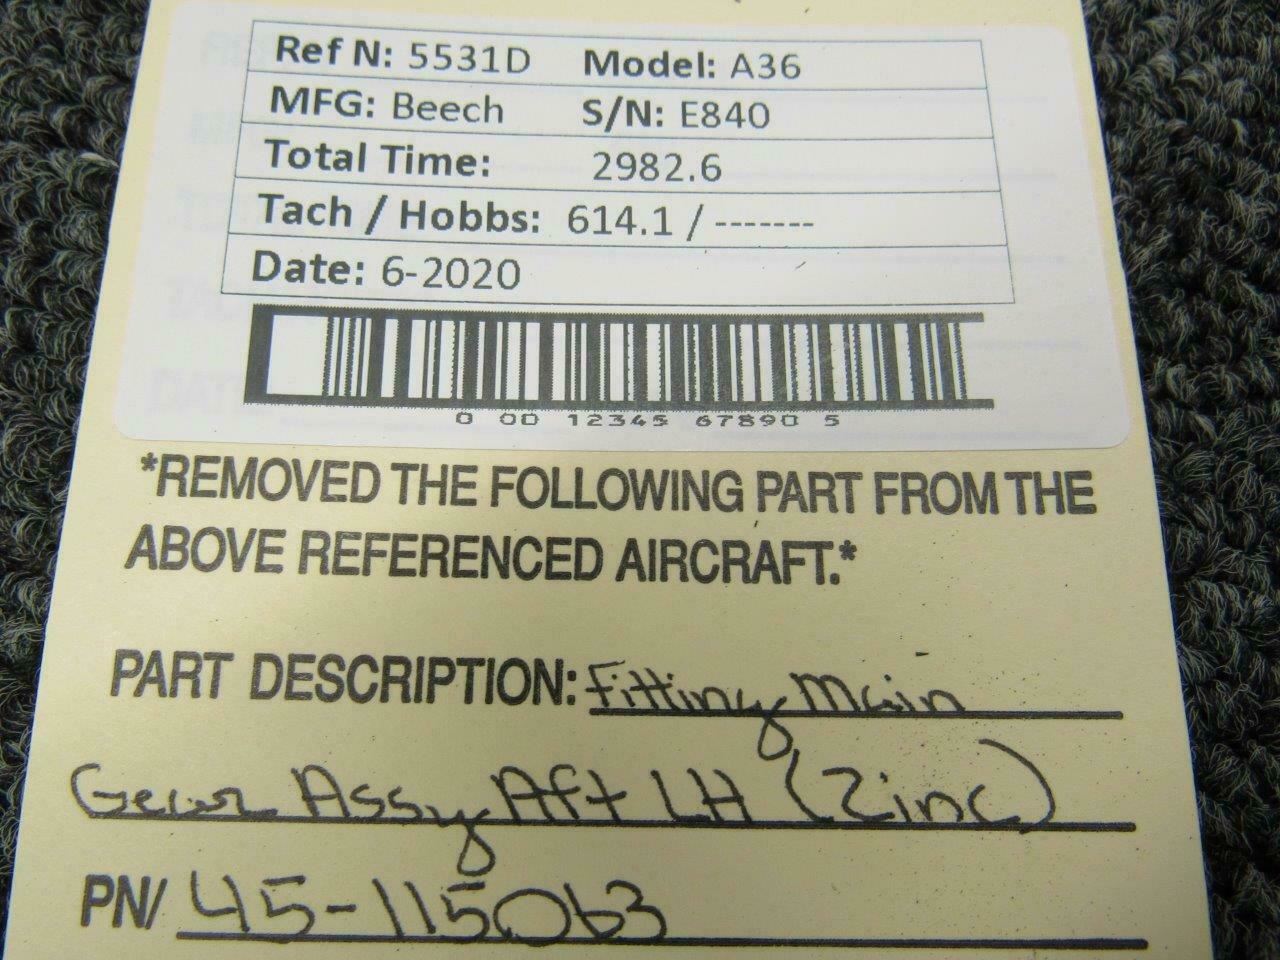 Ref N: 5531D Model: A36
MFG: Beech S/N: E840
Total Time: 2982.6
Tach / Hobbs: 614.1 / -------
Date: 6-2020
0 00 12345 67890 5
*REMOVED THE FOLLOWING PART FROM THE
ABOVE REFERENCED AIRCRAFT.*
PART DESCRIPTION: Fitting Main
Gear Assy Aft LH (Zinc)
PN/ 45-115063